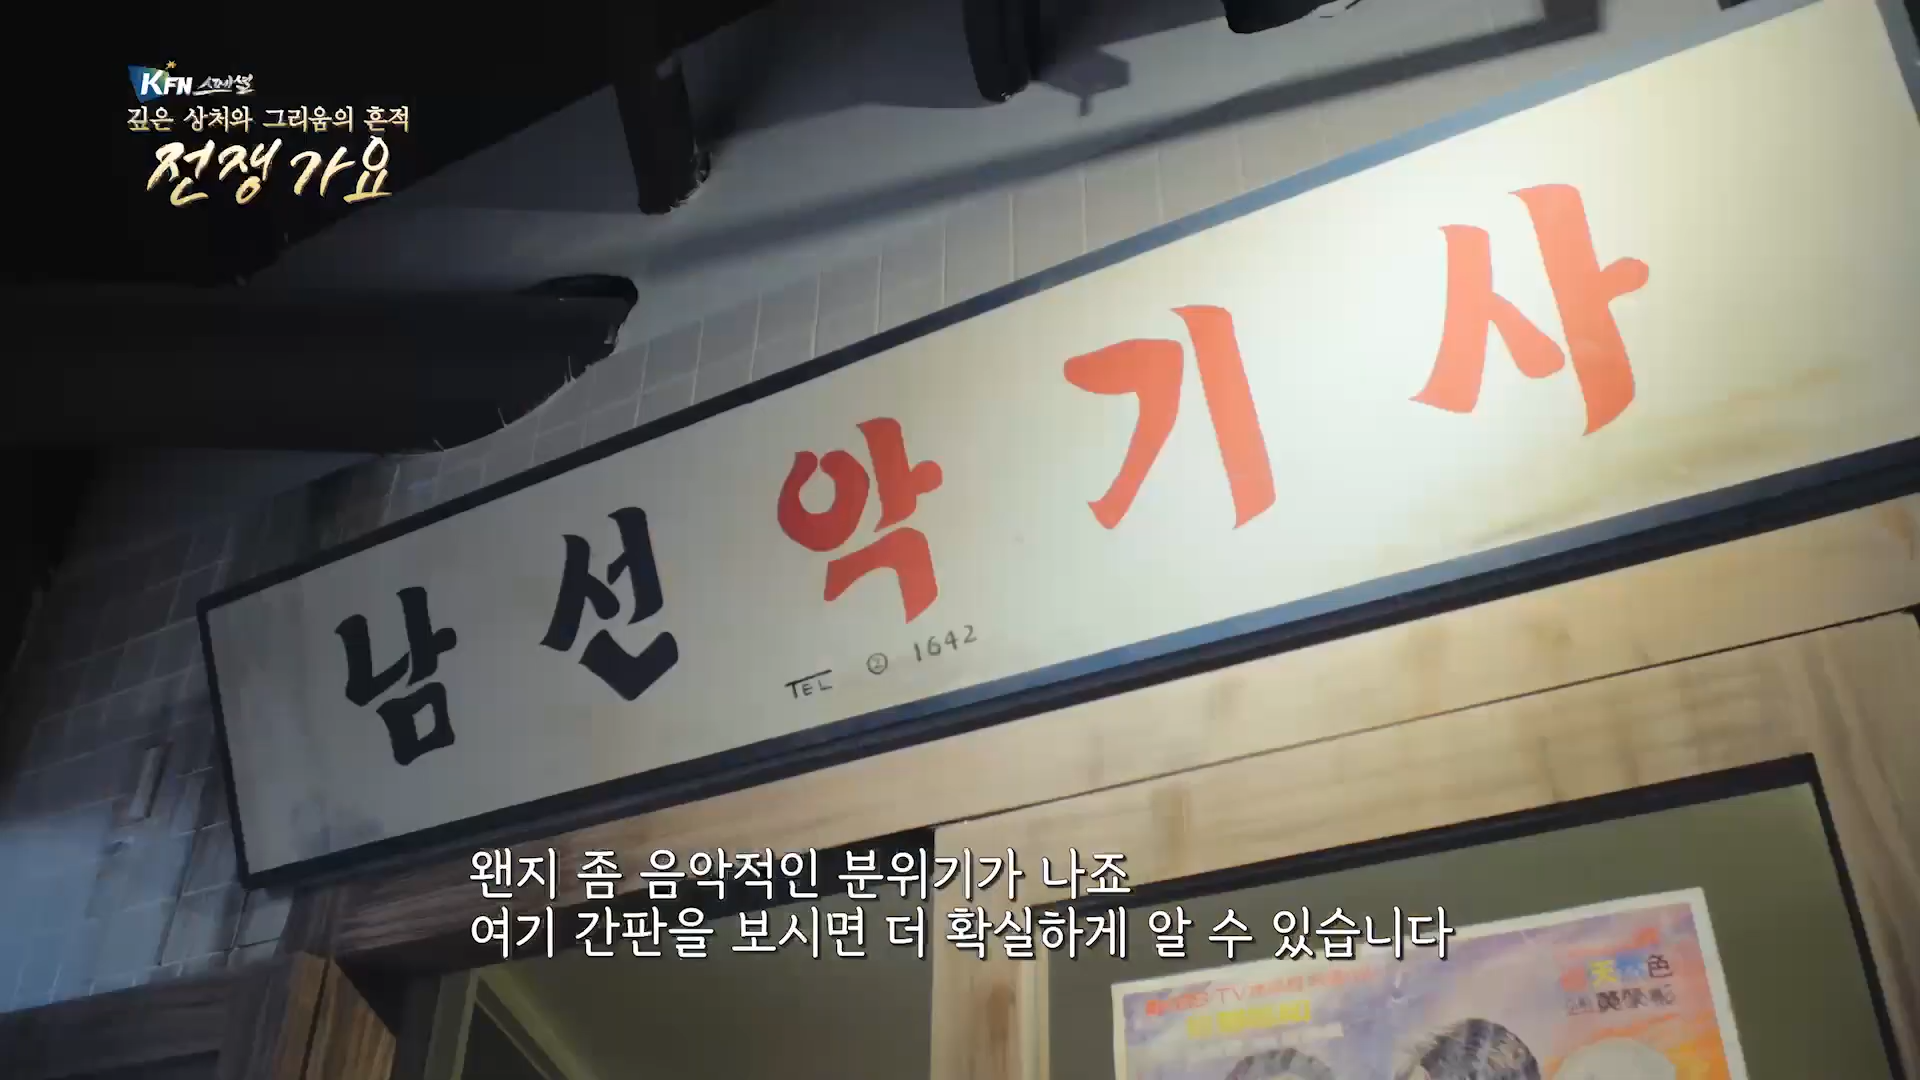 KFN 스페셜
깊은 상처와 그리움의 흔적
전쟁가요
남선악기사
TEL ② 1642
왠지 좀 음악적인 분위기가 나죠
여기 간판을 보시면 더 확실하게 알 수 있습니다